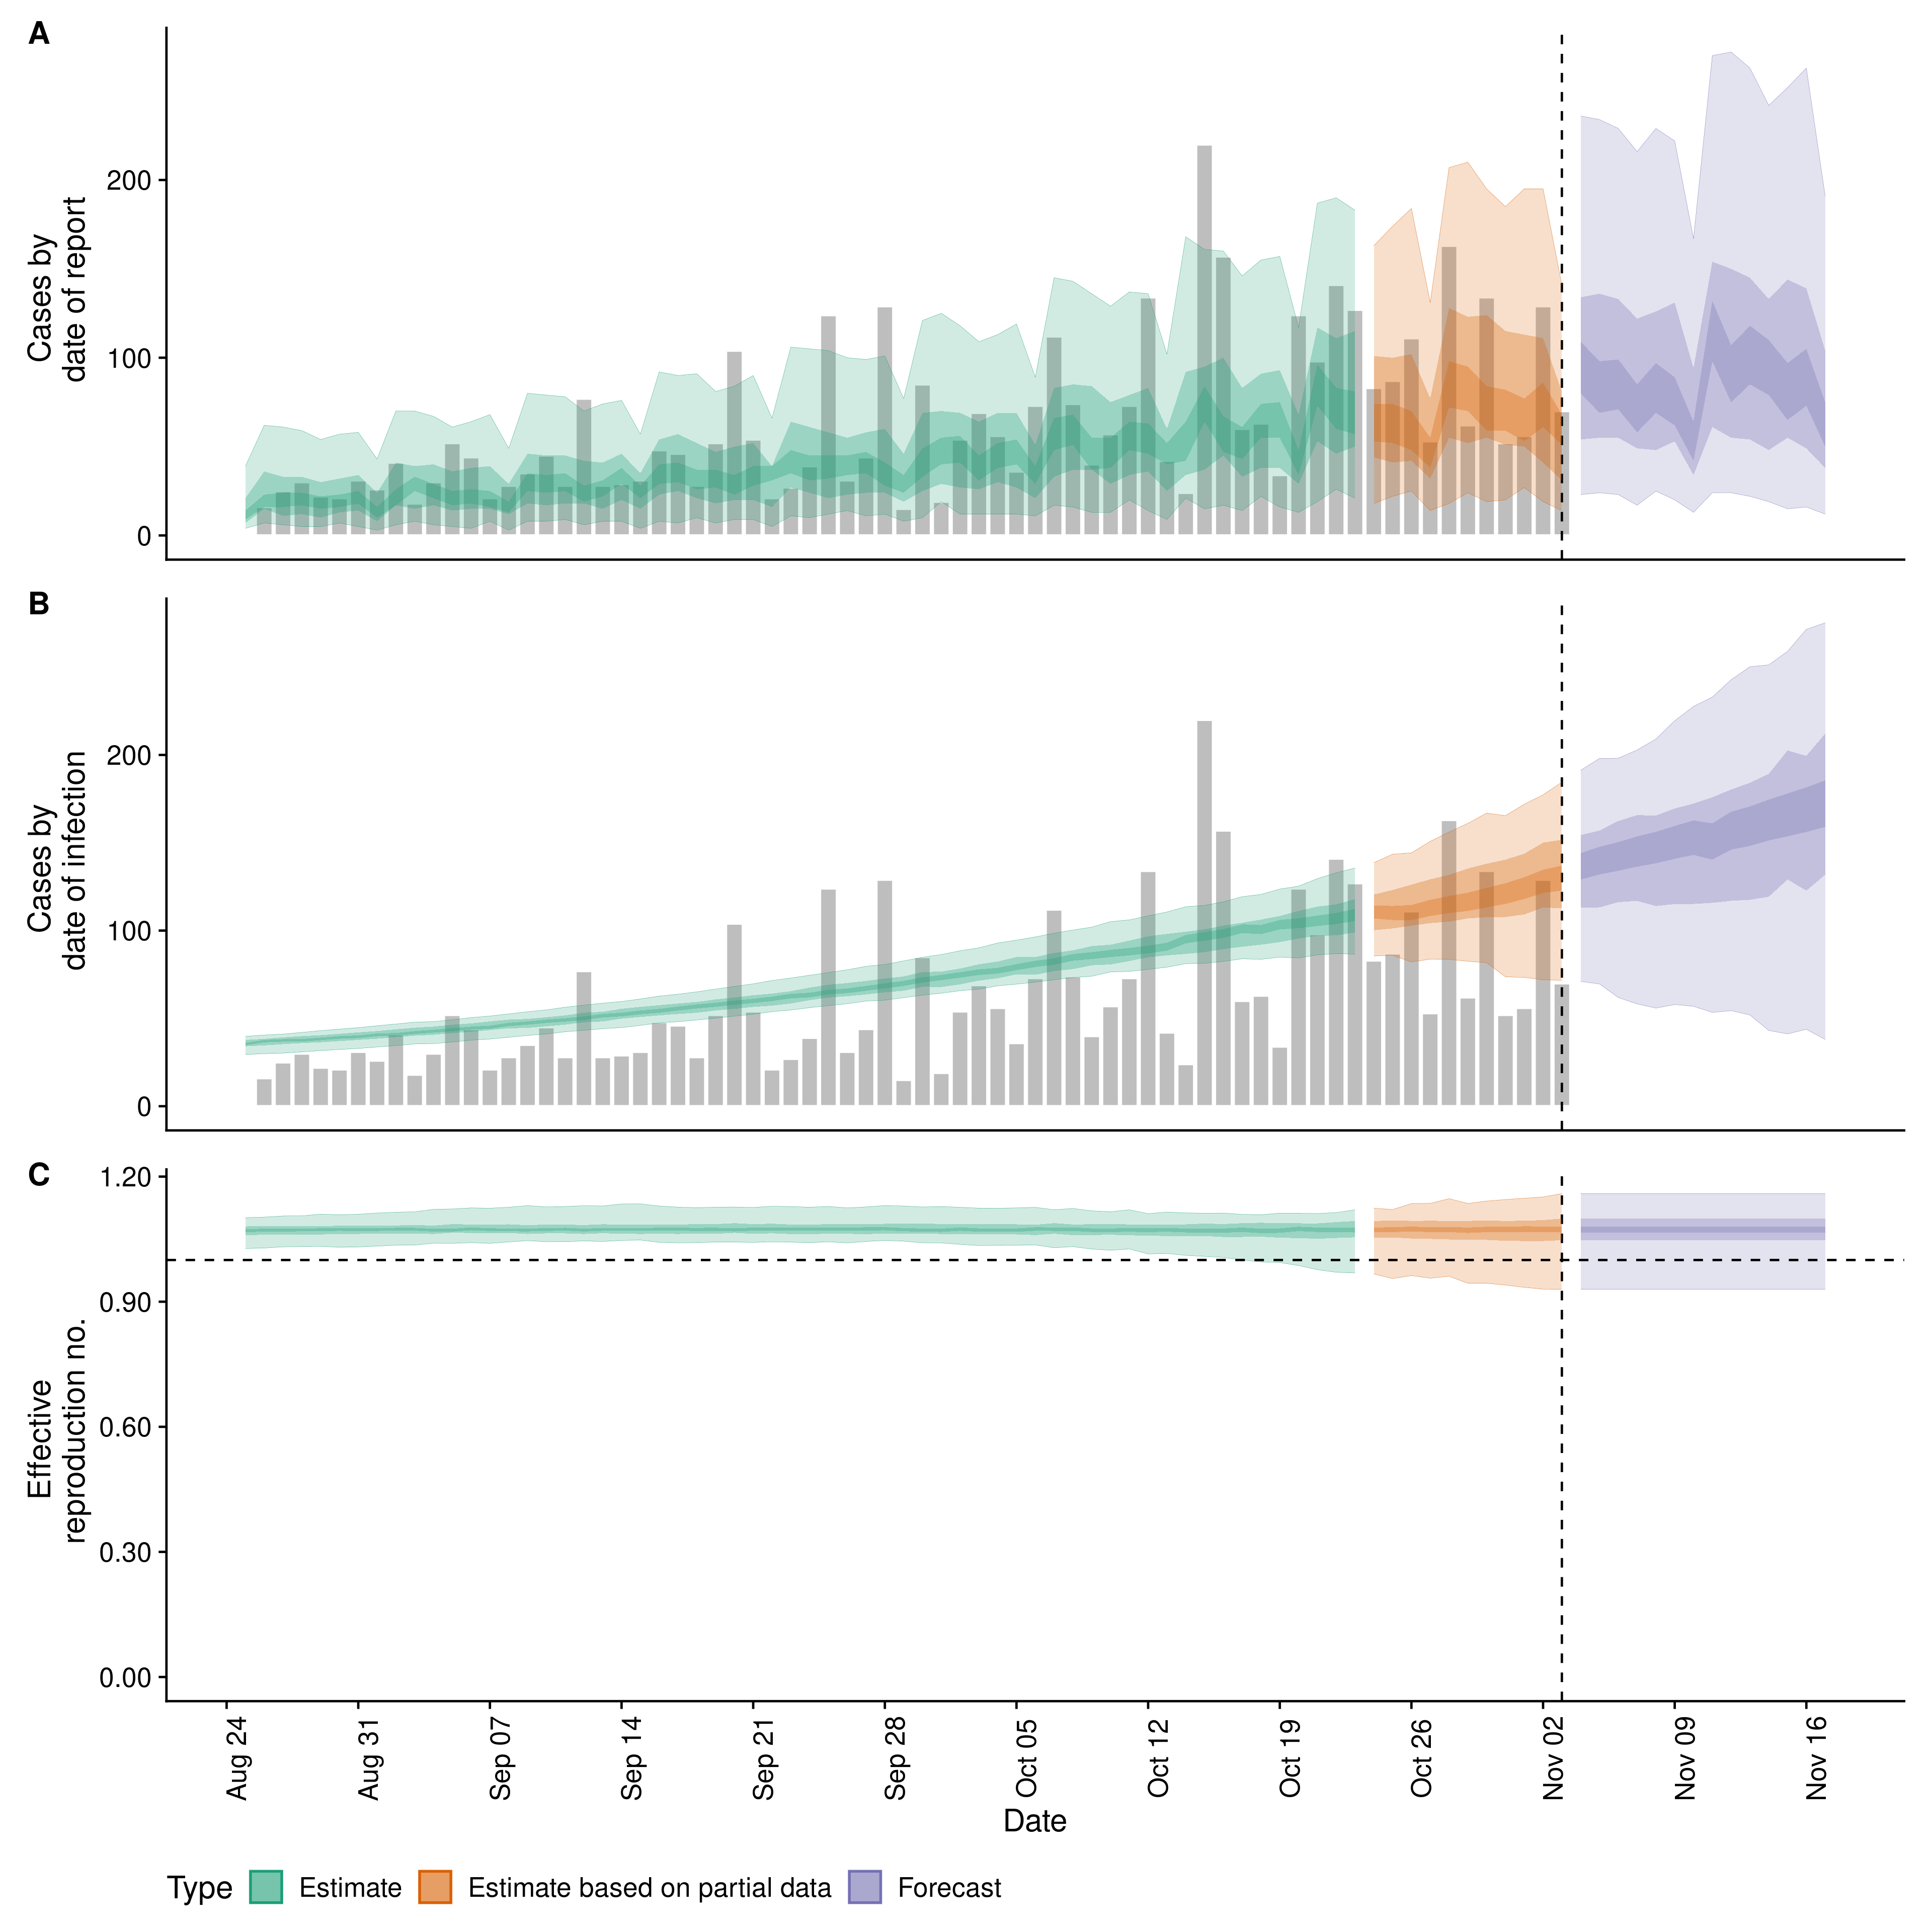 A
Cases by
date of report
200
100
0
B
Cases by
date of infection
200
100
0
C
Effective
reproduction no.
1.20
0.90
0.60
0.30
0.00
Aug 24
Aug 31
Sep 07
Sep 14
Sep 21
Sep 28
Oct 05
Oct 12
Oct 19
Oct 26
Nov 02
Nov 09
Nov 16
Date
Type Estimate Estimate based on partial data Forecast